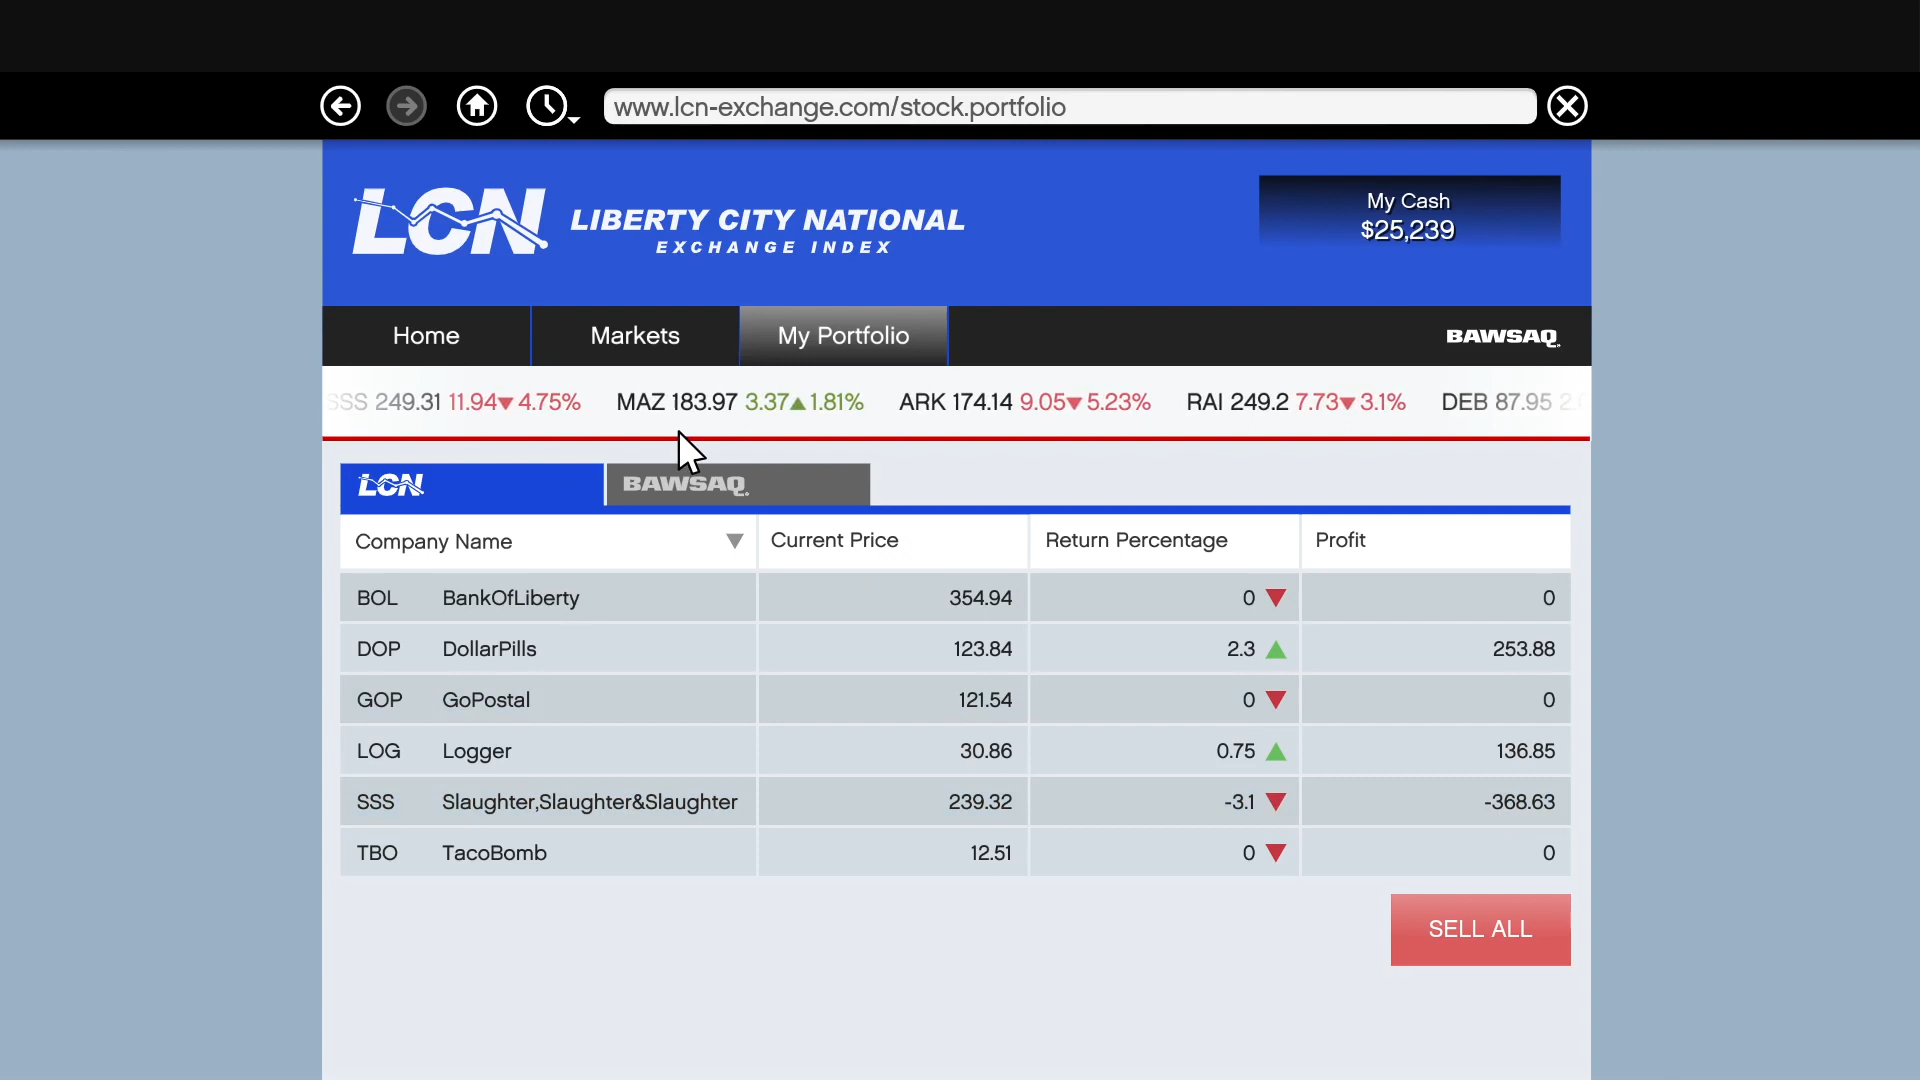 www.lcn-exchange.com/stock.portfolio
LCN LIBERTY CITY NATIONAL
EXCHANGE INDEX
My Cash
$25,239
Home Markets My Portfolio BAWSAQ
SSS 249.31 11.94▼4.75% MAZ 183.97 3.37▲1.81% ARK 174.14 9.05▼5.23% RAI 249.2 7.73▼3.1% DEB 87.95
LCN BAWSAQ
Company Name ▼ Current Price Return Percentage Profit
BOL BankOfLiberty 354.94 0 ▼ 0
DOP DollarPills 123.84 2.3 ▲ 253.88
GOP GoPostal 121.54 0 ▼ 0
LOG Logger 30.86 0.75 ▲ 136.85
SSS Slaughter,Slaughter&Slaughter 239.32 -3.1 ▼ -368.63
TBO TacoBomb 12.51 0 ▼ 0
SELL ALL